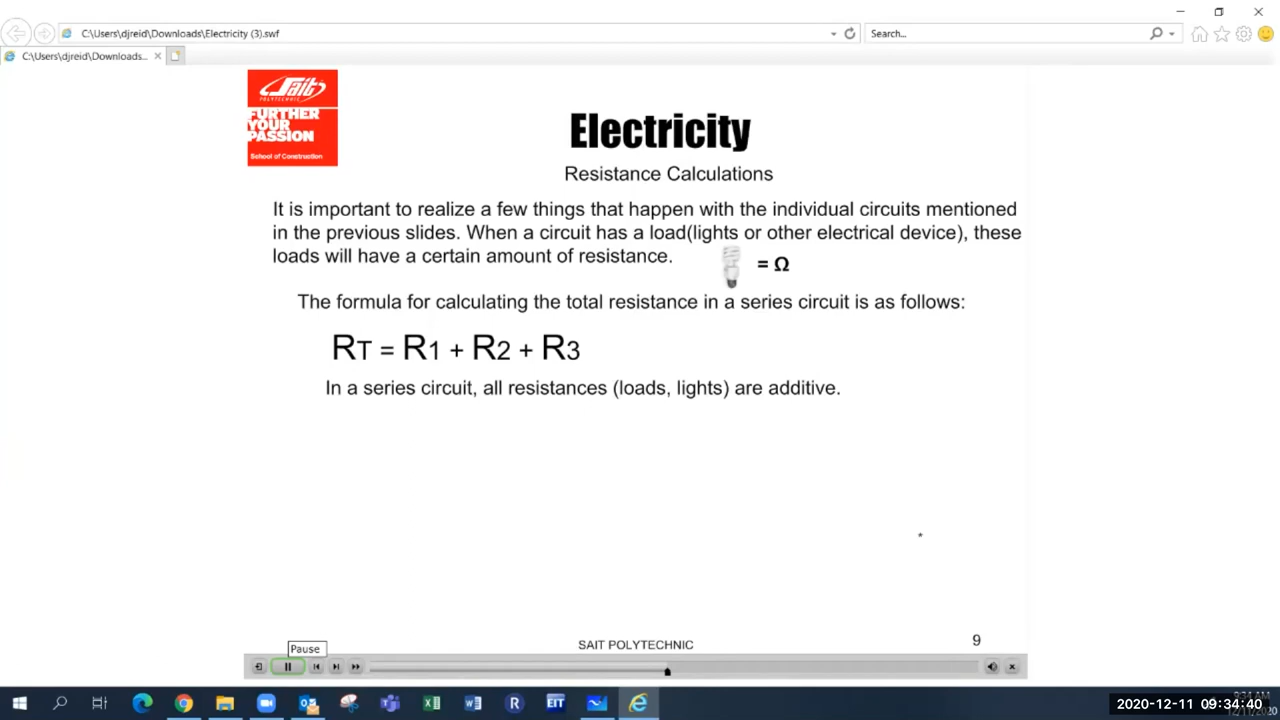 C:\Users\djreid\Downloads\Electricity (3).swf
Search...
C:\Users\djreid\Downloads...
Sait
POLYTECHNIC
FURTHER
YOUR
PASSION
School of Construction
Electricity
Resistance Calculations
It is important to realize a few things that happen with the individual circuits mentioned
in the previous slides. When a circuit has a load(lights or other electrical device), these
loads will have a certain amount of resistance.
= Ω
The formula for calculating the total resistance in a series circuit is as follows:
RT = R1 + R2 + R3
In a series circuit, all resistances (loads, lights) are additive.
*
SAIT POLYTECHNIC
9
Pause
R
EIT
2020-12-11 09:34:40